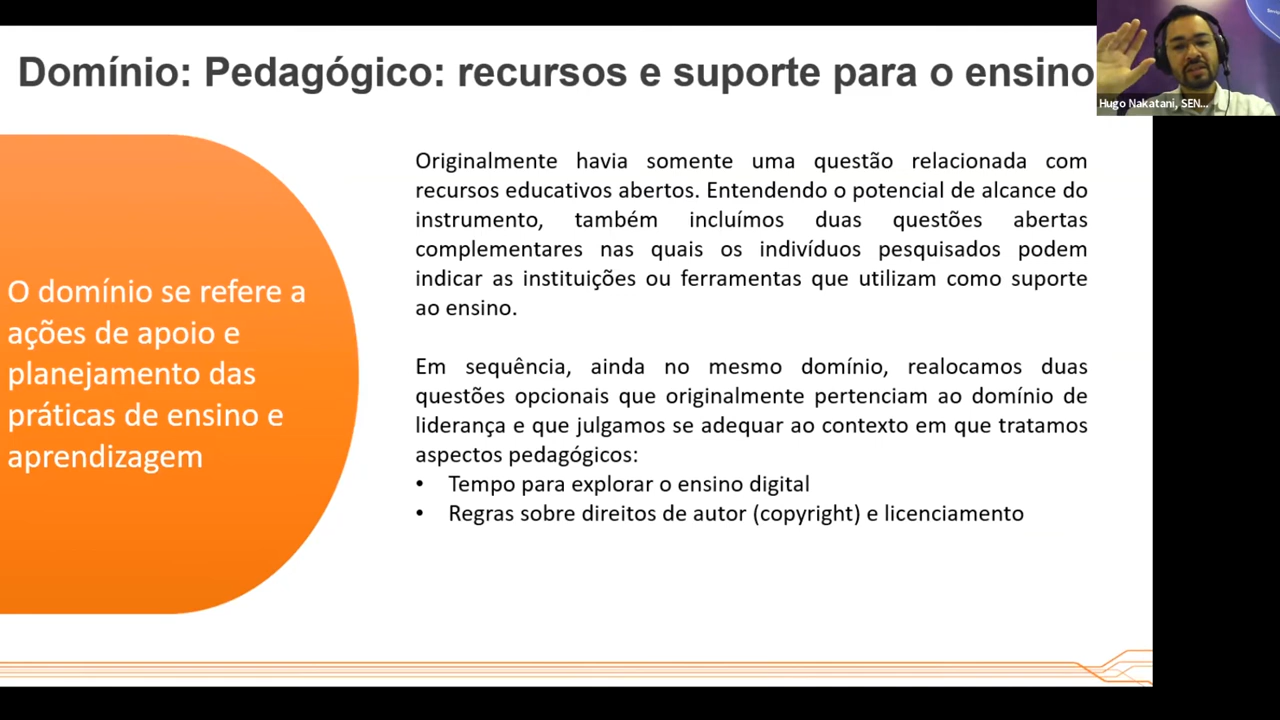 Domínio: Pedagógico: recursos e suporte para o ensino
Hugo Nakatani, SEN...
O domínio se refere a
ações de apoio e
planejamento das
práticas de ensino e
aprendizagem
Originalmente havia somente uma questão relacionada com
recursos educativos abertos. Entendendo o potencial de alcance do
instrumento, também incluímos duas questões abertas
complementares nas quais os indivíduos pesquisados podem
indicar as instituições ou ferramentas que utilizam como suporte
ao ensino.
Em sequência, ainda no mesmo domínio, realocamos duas
questões opcionais que originalmente pertenciam ao domínio de
liderança e que julgamos se adequar ao contexto em que tratamos
aspectos pedagógicos:
• Tempo para explorar o ensino digital
• Regras sobre direitos de autor (copyright) e licenciamento